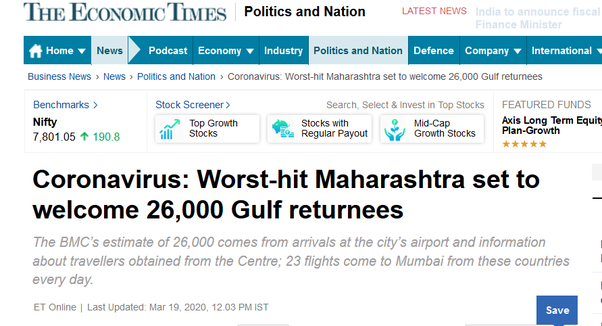 THE ECONOMIC TIMES
Politics and Nation
LATEST NEWS India to announce fiscal
Finance Minister
Home News Podcast Economy Industry Politics and Nation Defence Company International
Business News › News › Politics and Nation › Coronavirus: Worst-hit Maharashtra set to welcome 26,000 Gulf returnees
Benchmarks >
Nifty
7,801.05 ↑ 190.8
Stock Screener >
Search, Select & Invest in Top Stocks
Top Growth
Stocks
Stocks with
Regular Payout
Mid-Cap
Growth Stocks
FEATURED FUNDS
Axis Long Term Equity
Plan-Growth
★★★★★
Coronavirus: Worst-hit Maharashtra set to
welcome 26,000 Gulf returnees
The BMC's estimate of 26,000 comes from arrivals at the city's airport and information
about travellers obtained from the Centre; 23 flights come to Mumbai from these countries
every day.
ET Online | Last Updated: Mar 19, 2020, 12.03 PM IST
Save